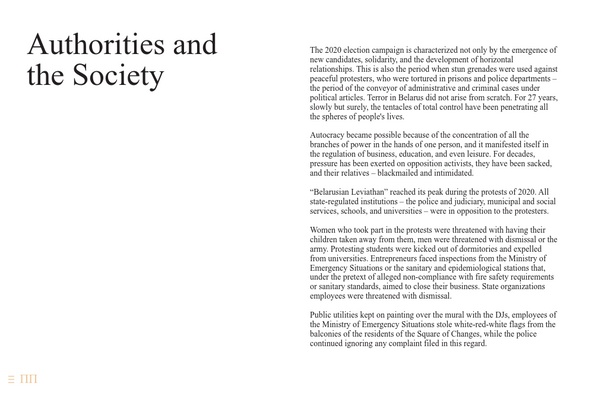 Authorities and
the Society
The 2020 election campaign is characterized not only by the emergence of
new candidates, solidarity, and the development of horizontal
relationships. This is also the period when stun grenades were used against
peaceful protesters, who were tortured in prisons and police departments –
the period of the conveyor of administrative and criminal cases under
political articles. Terror in Belarus did not arise from scratch. For 27 years,
slowly but surely, the tentacles of total control have been penetrating all
the spheres of people's lives.
Autocracy became possible because of the concentration of all the
branches of power in the hands of one person, and it manifested itself in
the regulation of business, education, and even leisure. For decades,
pressure has been exerted on opposition activists, they have been sacked,
and their relatives – blackmailed and intimidated.
“Belarusian Leviathan” reached its peak during the protests of 2020. All
state-regulated institutions – the police and judiciary, municipal and social
services, schools, and universities – were in opposition to the protesters.
Women who took part in the protests were threatened with having their
children taken away from them, men were threatened with dismissal or the
army. Protesting students were kicked out of dormitories and expelled
from universities. Entrepreneurs faced inspections from the Ministry of
Emergency Situations or the sanitary and epidemiological stations that,
under the pretext of alleged non-compliance with fire safety requirements
or sanitary standards, aimed to close their business. State organizations
employees were threatened with dismissal.
Public utilities kept on painting over the mural with the DJs, employees of
the Ministry of Emergency Situations stole white-red-white flags from the
balconies of the residents of the Square of Changes, while the police
continued ignoring any complaint filed in this regard.